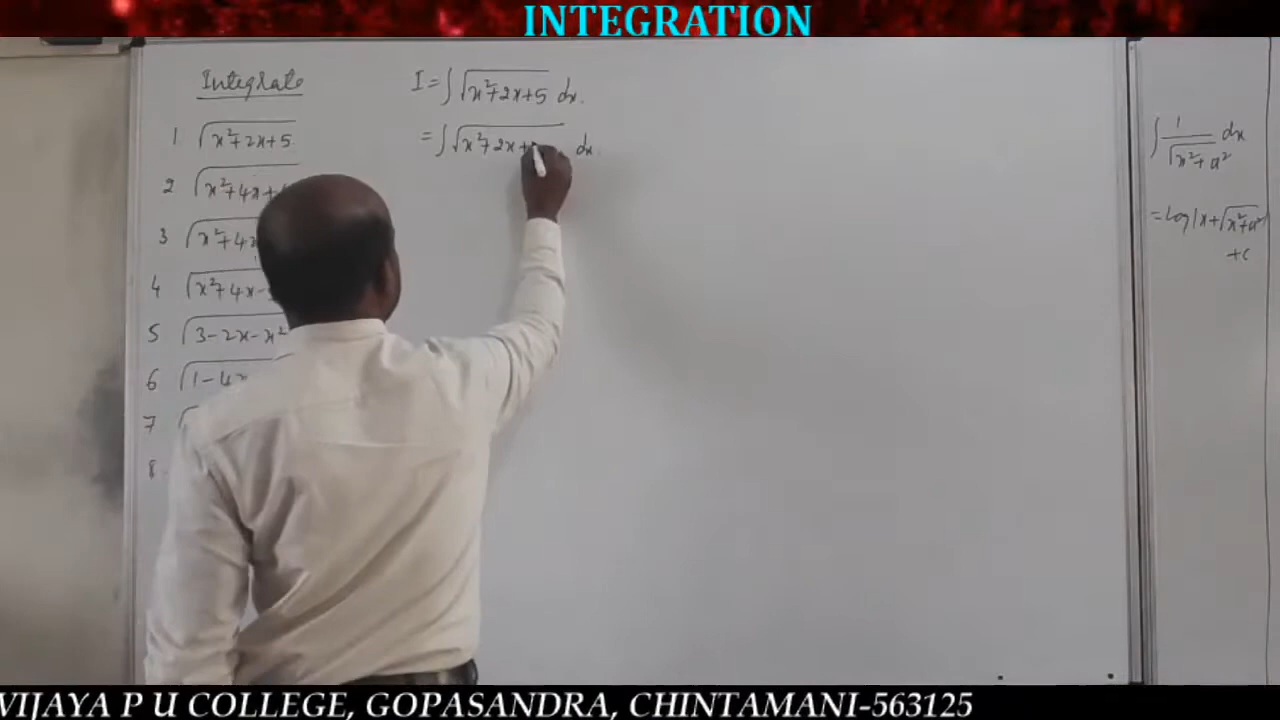 INTEGRATION
Integrate
1 √x²+2x+5
2 √x²+4x+
3 √x²+4x
4 √x²+4x-
5 √3-2x-x²
6 √1-4x
7 √
8.
I = ∫ √x²+2x+5 dx.
= ∫ √x²+2x+ dx.
∫ 1/√x²+a² dx
= log|x+√x²+a²|
+c
VIJAYA P U COLLEGE, GOPASANDRA, CHINTAMANI-563125